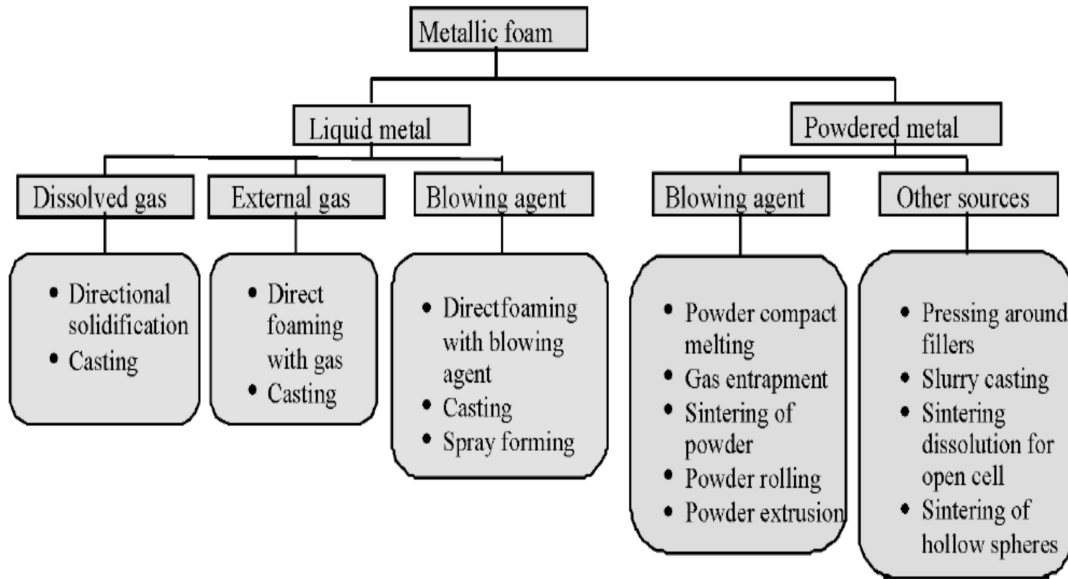 Metallic foam
Liquid metal
Powdered metal
Dissolved gas
External gas
Blowing agent
Blowing agent
Other sources
• Directional
solidification
• Casting
• Direct
foaming
with gas
• Casting
• Directfoaming
with blowing
agent
• Casting
• Spray forming
• Powder compact
melting
• Gas entrapment
• Sintering of
powder
• Powder rolling
• Powder extrusion
• Pressing around
fillers
• Slurry casting
• Sintering
dissolution for
open cell
• Sintering of
hollow spheres